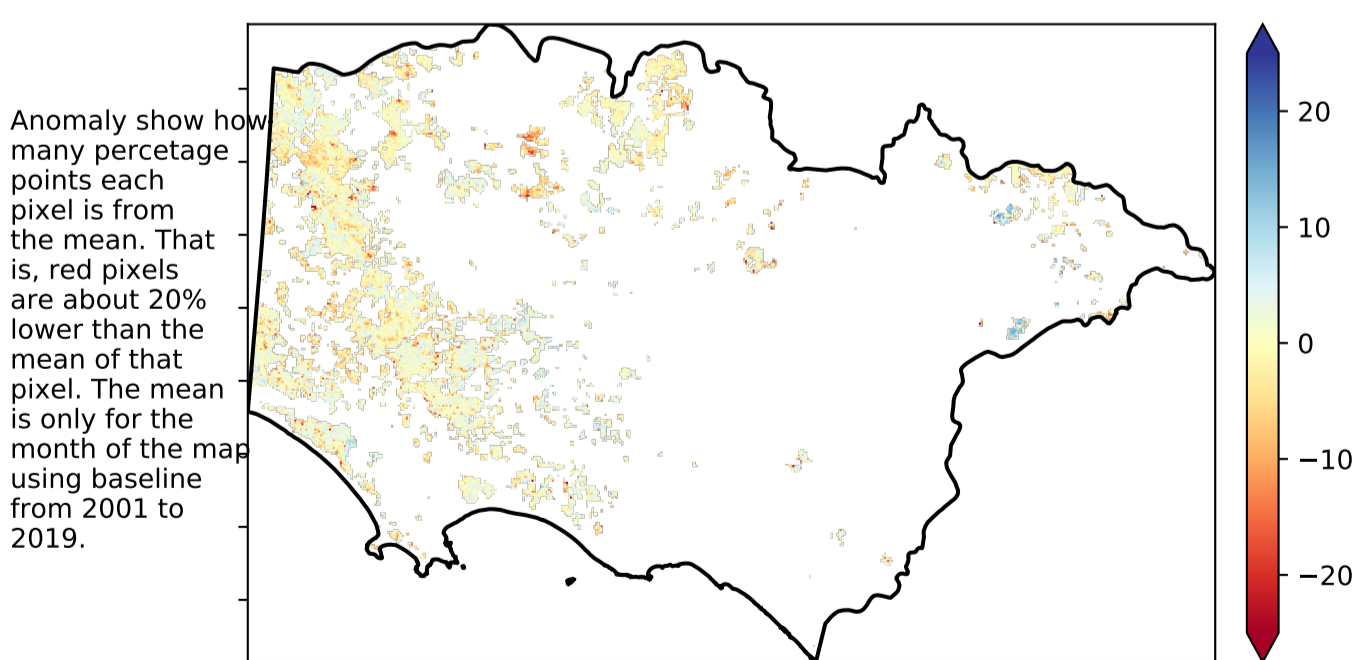 Anomaly show how
many percetage
points each
pixel is from
the mean. That
is, red pixels
are about 20%
lower than the
mean of that
pixel. The mean
is only for the
month of the map
using baseline
from 2001 to
2019.
20
10
0
−10
−20